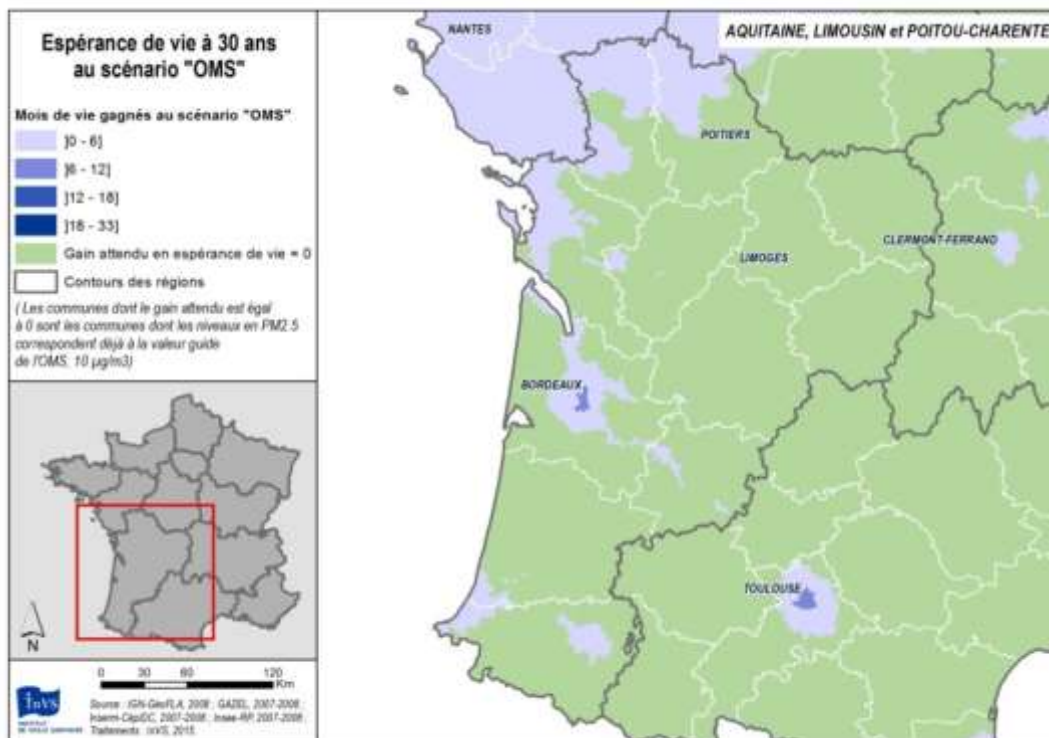 Espérance de vie à 30 ans
au scénario "OMS"
Mois de vie gagnés au scénario "OMS"
]0 - 6]
]6 - 12]
]12 - 18]
]18 - 33]
Gain attendu en espérance de vie = 0
Contours des régions
( Les communes dont le gain attendu est égal
à 0 sont les communes dont les niveaux en PM2.5
correspondent déjà à la valeur guide
de l'OMS, 10 µg/m3)
N
0 30 60 120
Km
InVS
INSTITUT
DE VEILLE SANITAIRE
Source : IGN-GéoFLA, 2008 ; GAZEL, 2007-2008 ;
Inserm-CépiDC, 2007-2008 ; Insee-RP, 2007-2008 ;
Traitements : InVS, 2015
AQUITAINE, LIMOUSIN et POITOU-CHARENTE
NANTES
POITIERS
LIMOGES
CLERMONT-FERRAND
BORDEAUX
TOULOUSE